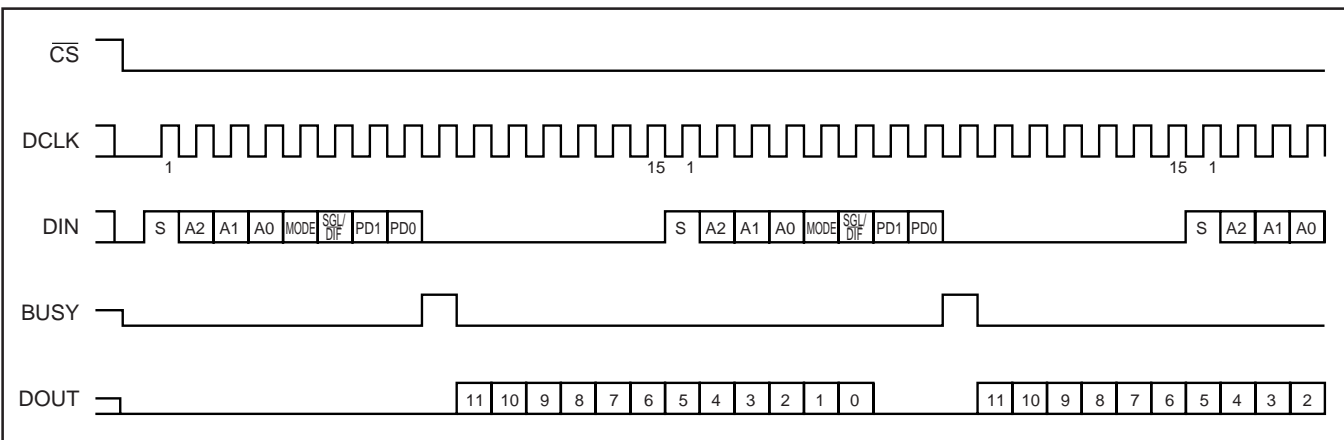 CS
DCLK
1 15 1 15 1
DIN S A2 A1 A0 MODE SGL/DIF PD1 PD0 S A2 A1 A0 MODE SGL/DIF PD1 PD0 S A2 A1 A0
BUSY
DOUT 11 10 9 8 7 6 5 4 3 2 1 0 11 10 9 8 7 6 5 4 3 2